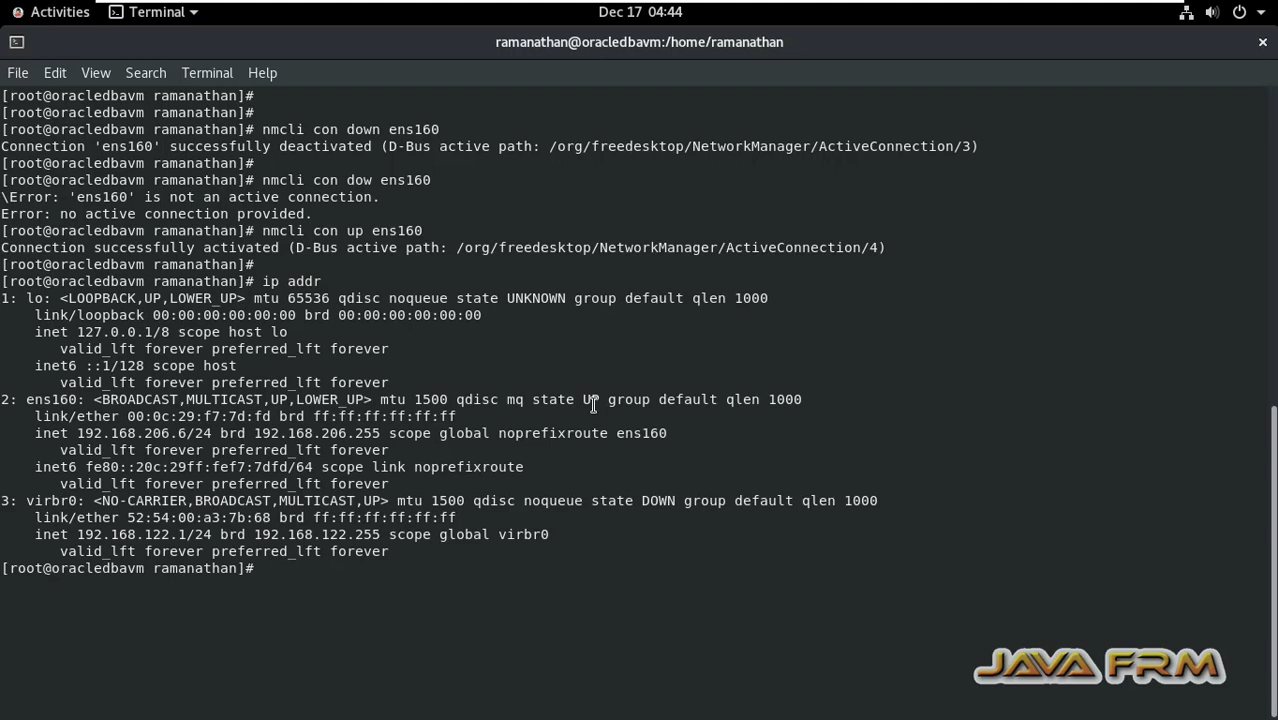 Activities Terminal Dec 17 04:44
ramanathan@oracledbavm:/home/ramanathan
File Edit View Search Terminal Help
[root@oracledbavm ramanathan]#
[root@oracledbavm ramanathan]#
[root@oracledbavm ramanathan]# nmcli con down ens160
Connection 'ens160' successfully deactivated (D-Bus active path: /org/freedesktop/NetworkManager/ActiveConnection/3)
[root@oracledbavm ramanathan]#
[root@oracledbavm ramanathan]# nmcli con dow ens160
\Error: 'ens160' is not an active connection.
Error: no active connection provided.
[root@oracledbavm ramanathan]# nmcli con up ens160
Connection successfully activated (D-Bus active path: /org/freedesktop/NetworkManager/ActiveConnection/4)
[root@oracledbavm ramanathan]#
[root@oracledbavm ramanathan]# ip addr
1: lo: <LOOPBACK,UP,LOWER_UP> mtu 65536 qdisc noqueue state UNKNOWN group default qlen 1000
    link/loopback 00:00:00:00:00:00 brd 00:00:00:00:00:00
    inet 127.0.0.1/8 scope host lo
       valid_lft forever preferred_lft forever
    inet6 ::1/128 scope host
       valid_lft forever preferred_lft forever
2: ens160: <BROADCAST,MULTICAST,UP,LOWER_UP> mtu 1500 qdisc mq state UP group default qlen 1000
    link/ether 00:0c:29:f7:7d:fd brd ff:ff:ff:ff:ff:ff
    inet 192.168.206.6/24 brd 192.168.206.255 scope global noprefixroute ens160
       valid_lft forever preferred_lft forever
    inet6 fe80::20c:29ff:fef7:7dfd/64 scope link noprefixroute
       valid_lft forever preferred_lft forever
3: virbr0: <NO-CARRIER,BROADCAST,MULTICAST,UP> mtu 1500 qdisc noqueue state DOWN group default qlen 1000
    link/ether 52:54:00:a3:7b:68 brd ff:ff:ff:ff:ff:ff
    inet 192.168.122.1/24 brd 192.168.122.255 scope global virbr0
       valid_lft forever preferred_lft forever
[root@oracledbavm ramanathan]#
JAVA FRM